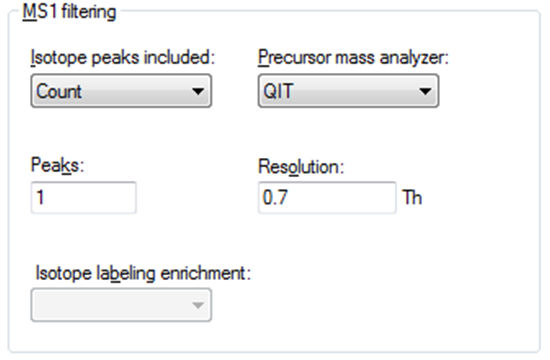 MS1 filtering
Isotope peaks included: Precursor mass analyzer:
Count QIT
Peaks: Resolution:
1 0.7 Th
Isotope labeling enrichment: